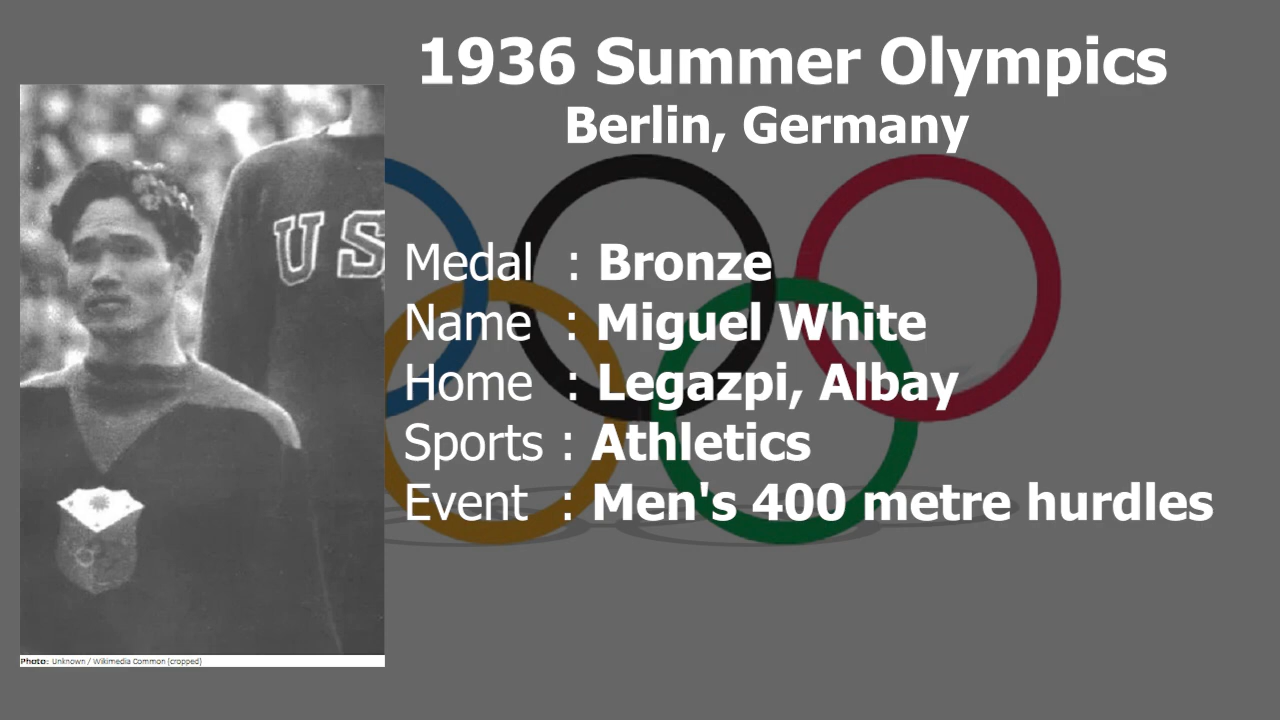 1936 Summer Olympics
Berlin, Germany
US
Medal : Bronze
Name : Miguel White
Home : Legazpi, Albay
Sports : Athletics
Event : Men's 400 metre hurdles
Photo: Unknown / Wikimedia Common (cropped)